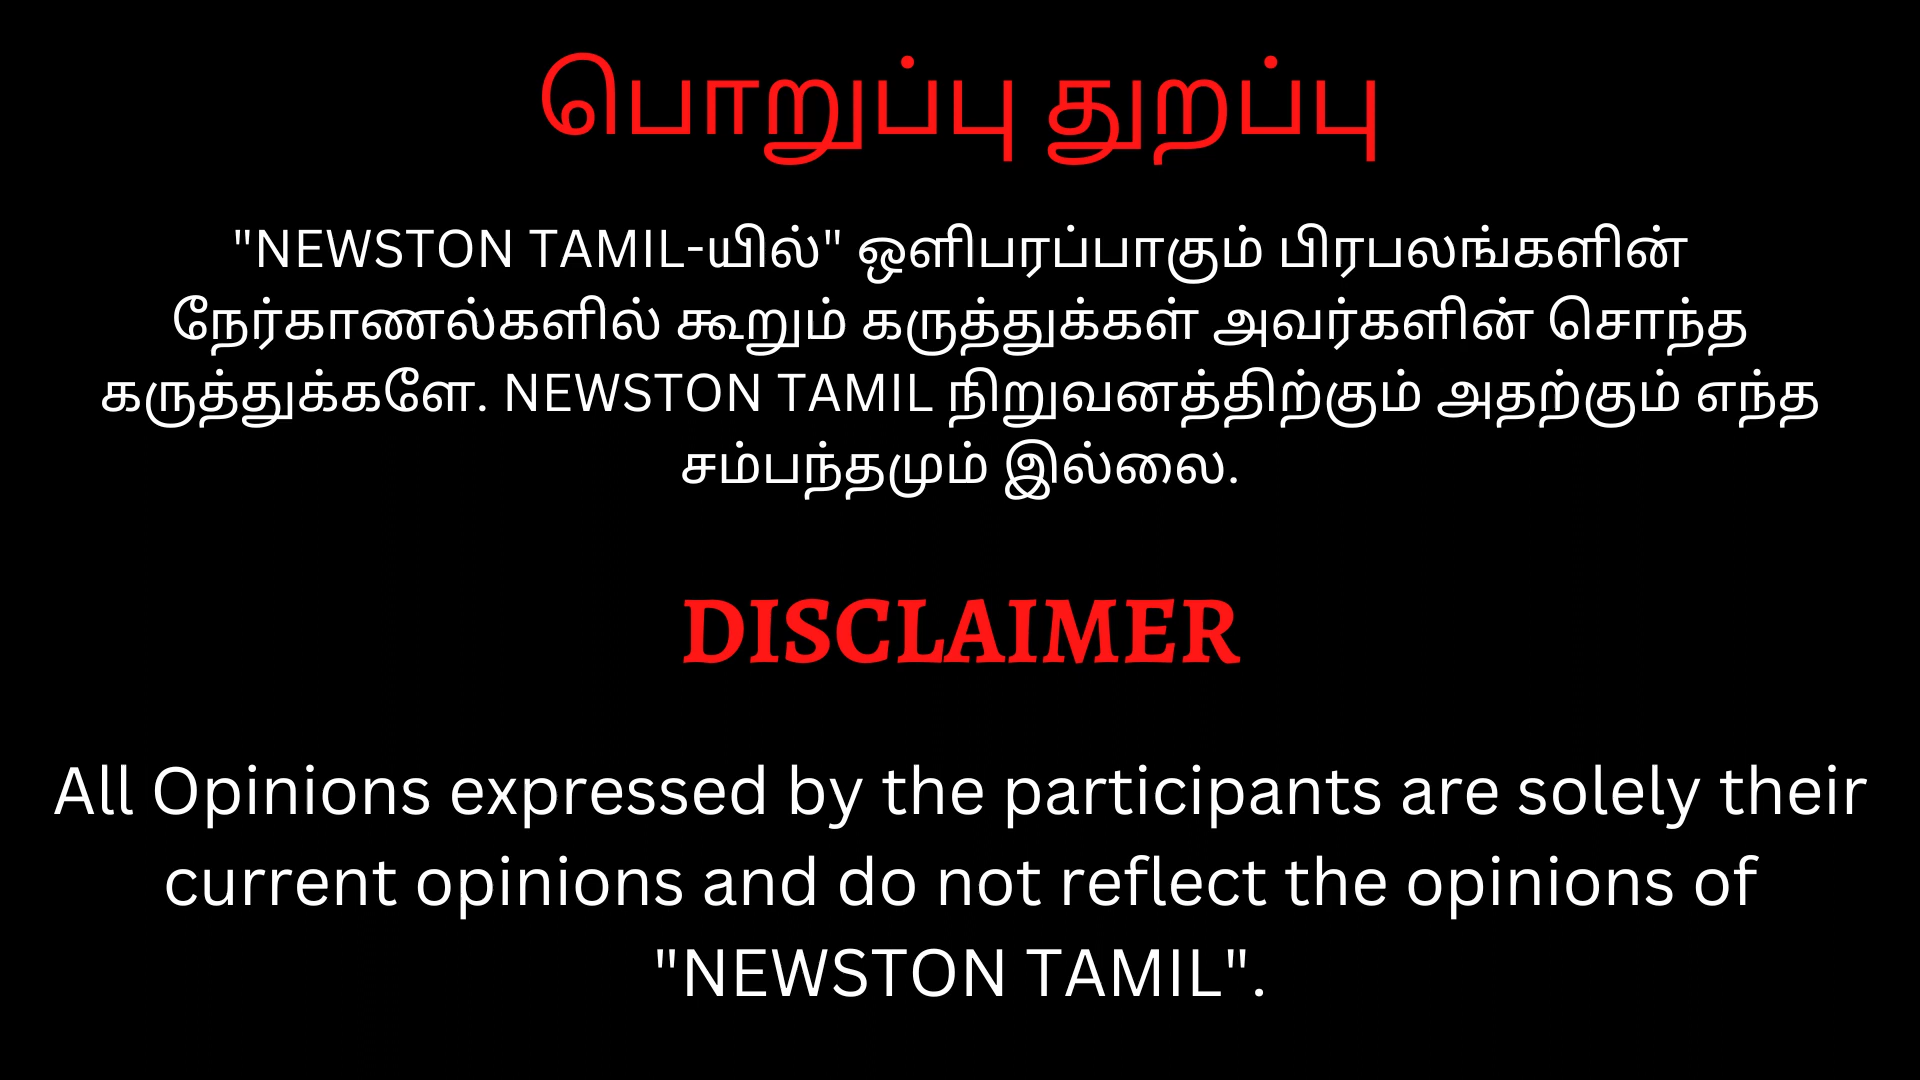 பொறுப்பு துறப்பு
"NEWSTON TAMIL-யில்" ஒளிபரப்பாகும் பிரபலங்களின்
நேர்காணல்களில் கூறும் கருத்துக்கள் அவர்களின் சொந்த
கருத்துக்களே. NEWSTON TAMIL நிறுவனத்திற்கும் அதற்கும் எந்த
சம்பந்தமும் இல்லை.
DISCLAIMER
All Opinions expressed by the participants are solely their
current opinions and do not reflect the opinions of
"NEWSTON TAMIL".